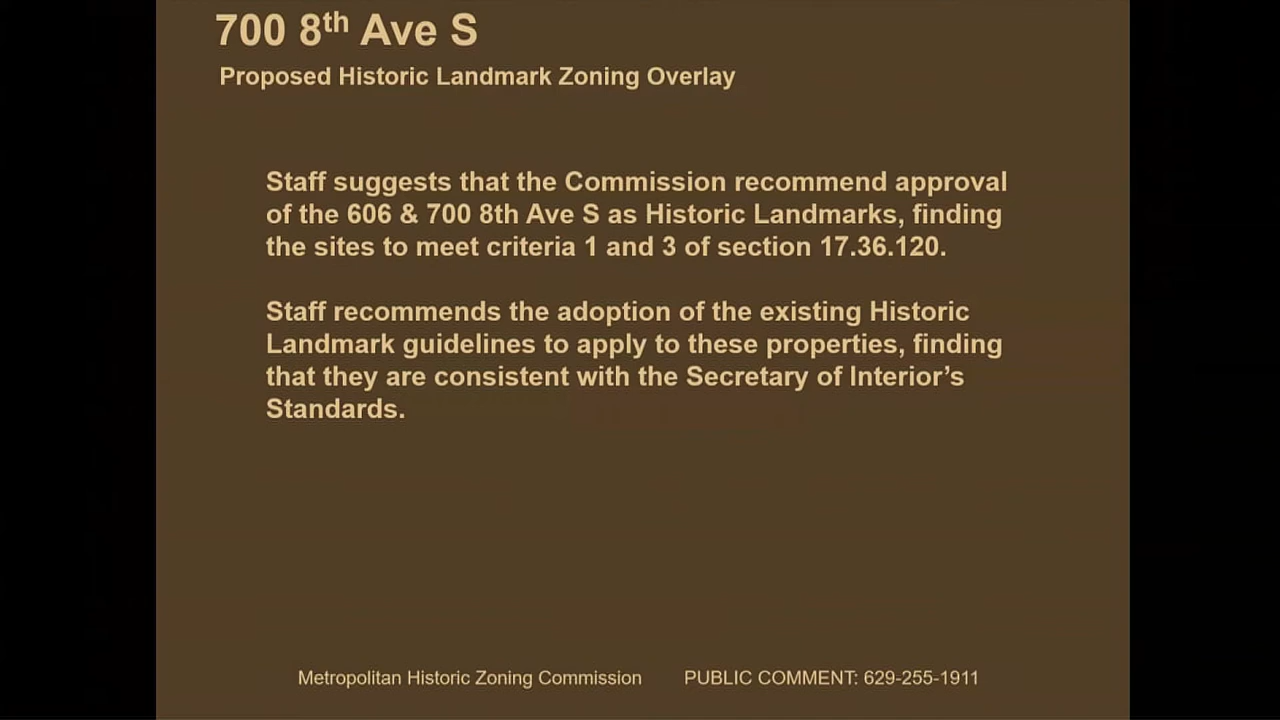 700 8th Ave S
Proposed Historic Landmark Zoning Overlay
Staff suggests that the Commission recommend approval
of the 606 & 700 8th Ave S as Historic Landmarks, finding
the sites to meet criteria 1 and 3 of section 17.36.120.
Staff recommends the adoption of the existing Historic
Landmark guidelines to apply to these properties, finding
that they are consistent with the Secretary of Interior’s
Standards.
Metropolitan Historic Zoning Commission PUBLIC COMMENT: 629-255-1911